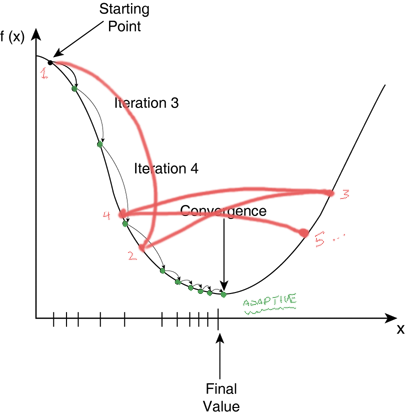 Starting
Point
f (x)
1
Iteration 3
Iteration 4
3
4
Convergence
5 ...
2
ADAPTIVE
x
Final
Value